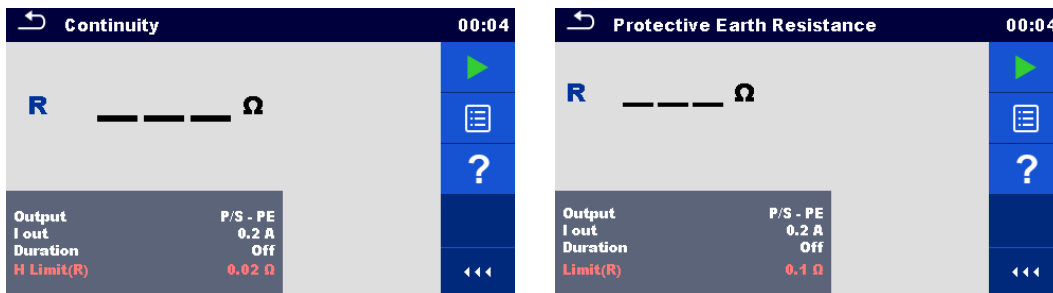 Continuity 00:04
R _ _ _ Ω
?
Output P/S - PE
I out 0.2 A
Duration Off
H Limit(R) 0.02 Ω
Protective Earth Resistance 00:04
R _ _ _ Ω
?
Output P/S - PE
I out 0.2 A
Duration Off
Limit(R) 0.1 Ω